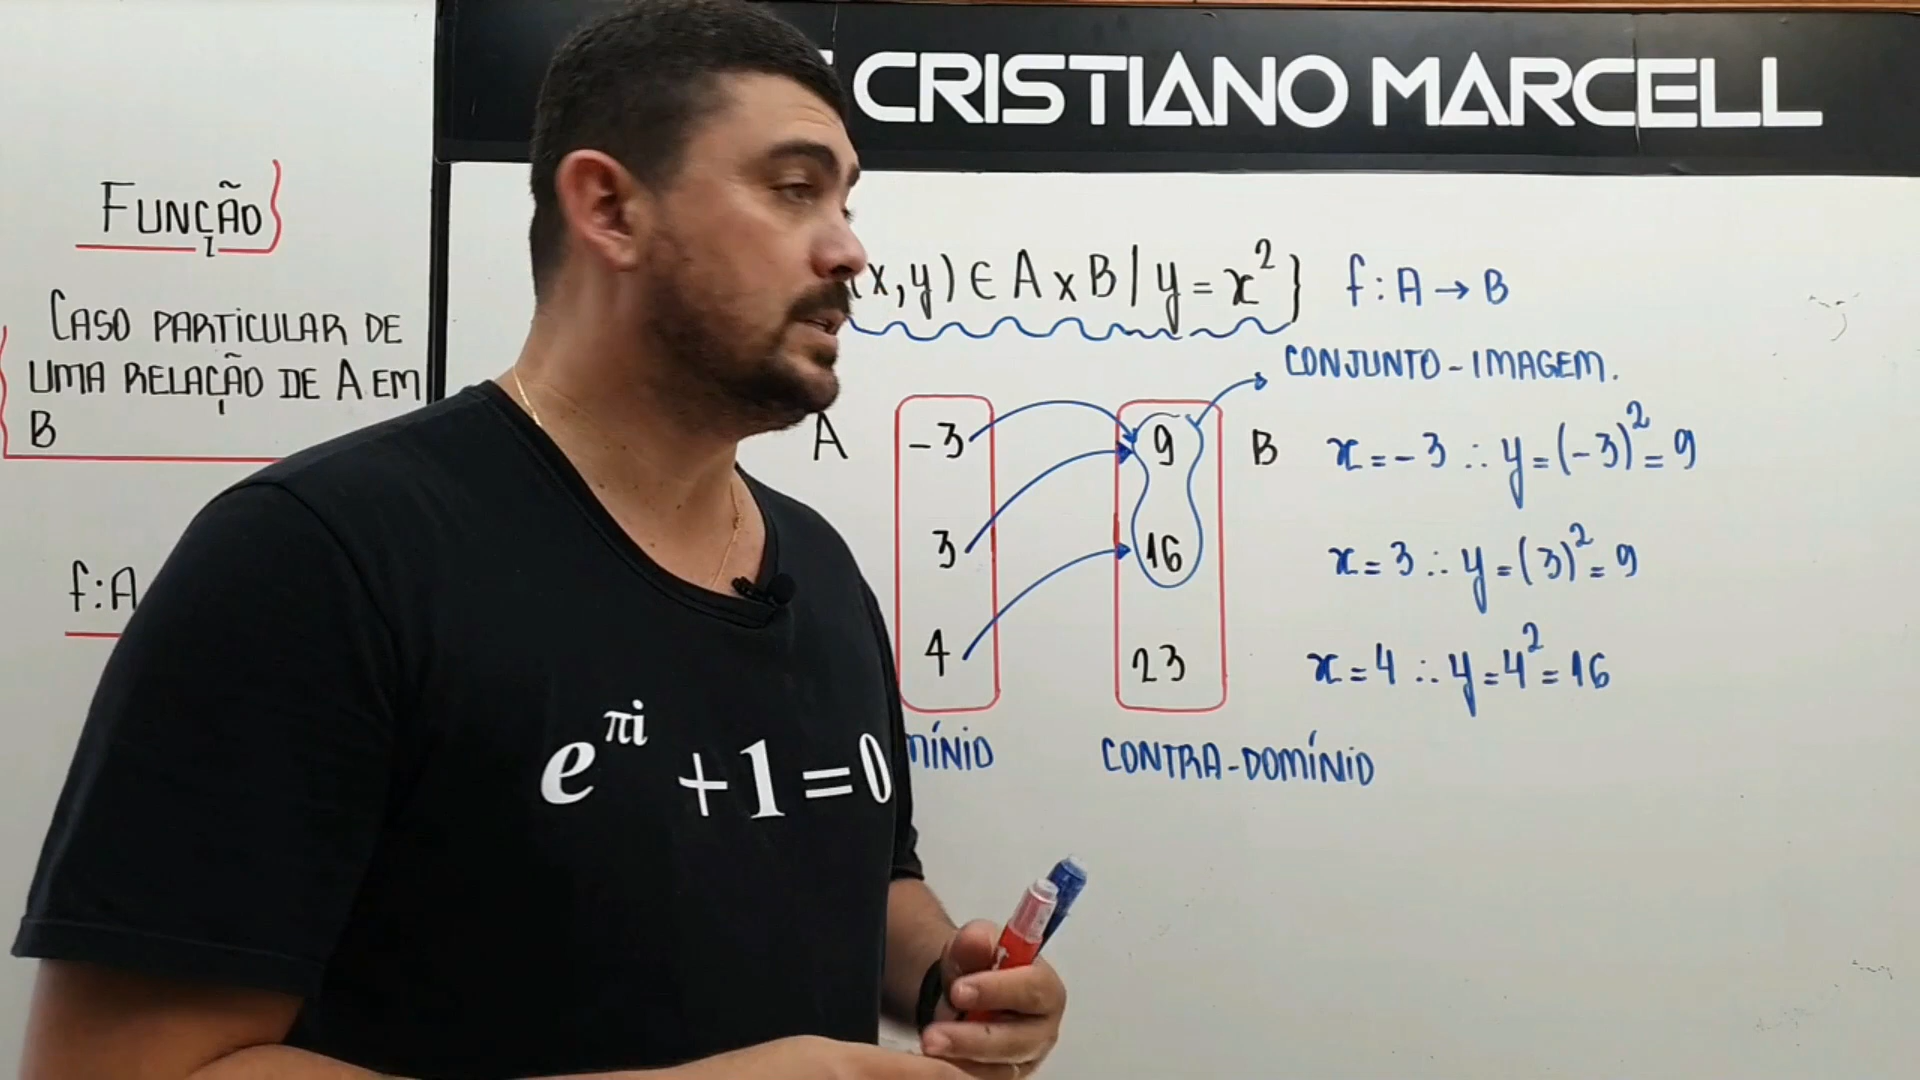 CRISTIANO MARCELL
FUNÇÃO
CASO PARTICULAR DE
UMA RELAÇÃO DE A EM
B
f:A
x,y) ∈ A x B / y = x² } f: A → B
CONJUNTO-IMAGEM.
A -3 9 B x = -3 ∴ y = (-3)² = 9
3 16 x = 3 ∴ y = (3)² = 9
4 23 x = 4 ∴ y = 4² = 16
MÍNIO CONTRA-DOMÍNIO
e^πi + 1 = 0